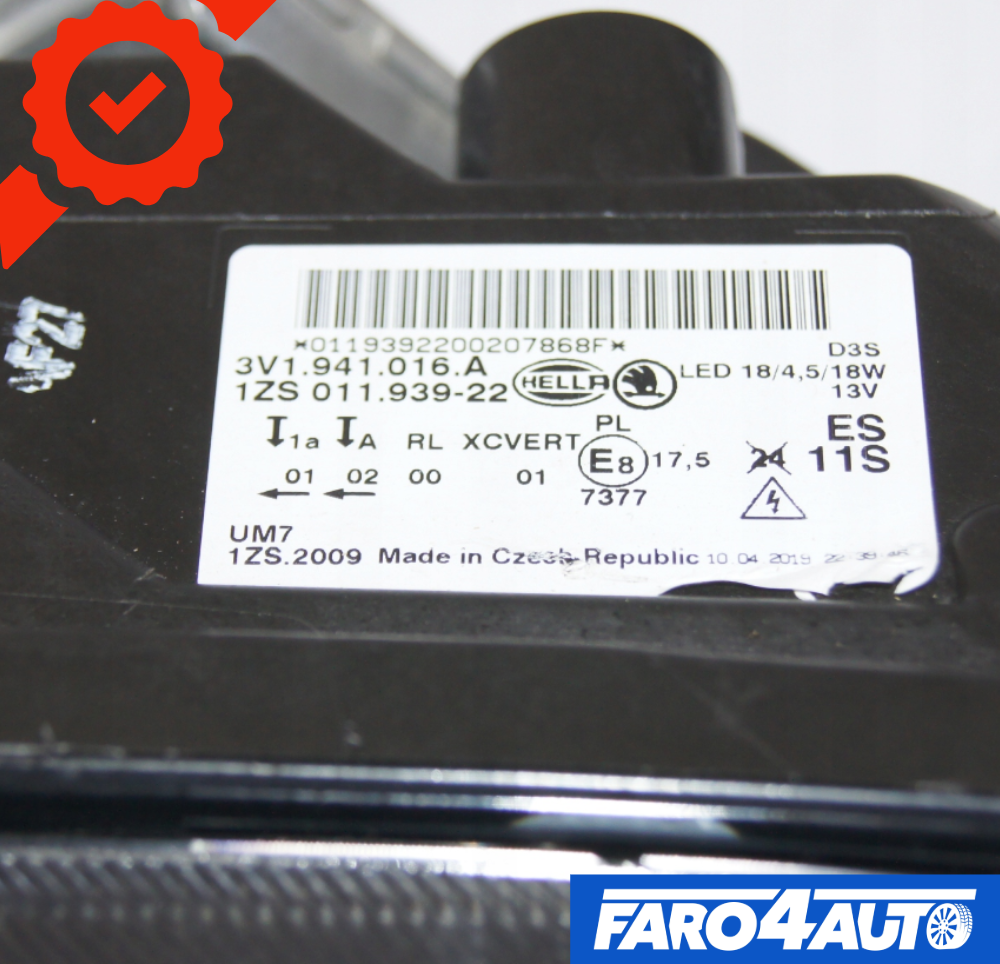 *0119392200207868F*
D3S
3V1.941.016.A
HELLA
LED 18/4,5/18W
1ZS 011.939-22
13V
PL
ES
1a A RL XCVERT
E8 17,5
24 11S
01 02 00 01
7377
UM7
1ZS.2009 Made in Czech Republic 10.04.2019
FARO4AUTO